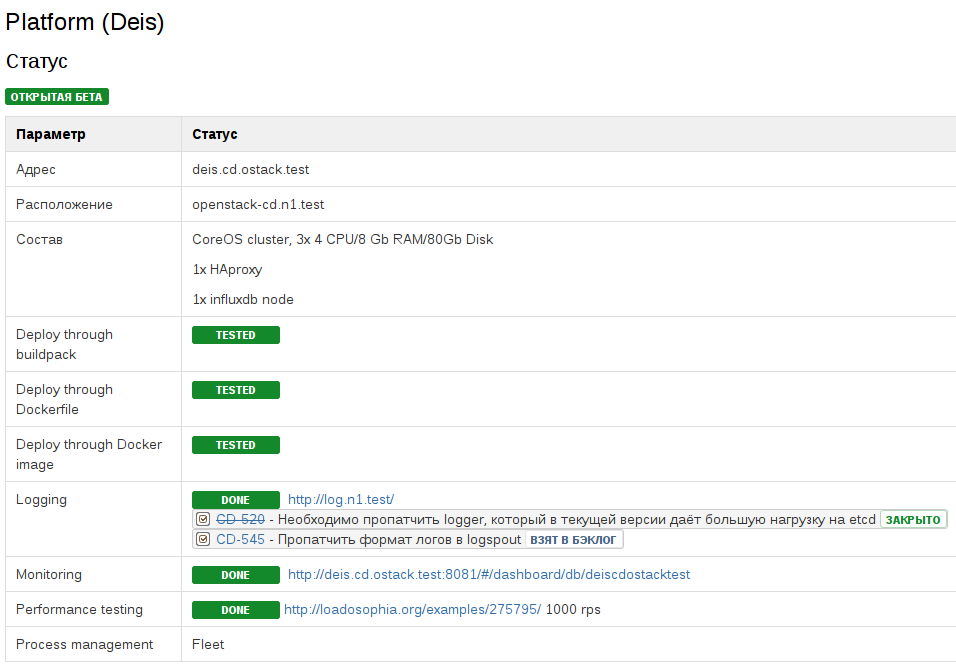 Platform (Deis)
Статус
ОТКРЫТАЯ БЕТА
Параметр Статус
Адрес deis.cd.ostack.test
Расположение openstack-cd.n1.test
Состав CoreOS cluster, 3x 4 CPU/8 Gb RAM/80Gb Disk
1x HAproxy
1x influxdb node
Deploy through
buildpack
TESTED
Deploy through
Dockerfile
TESTED
Deploy through Docker
image
TESTED
Logging DONE http://log.n1.test/
CD-520 - Необходимо пропатчить logger, который в текущей версии даёт большую нагрузку на etcd ЗАКРЫТО
CD-545 - Пропатчить формат логов в logspout ВЗЯТ В БЭКЛОГ
Monitoring DONE http://deis.cd.ostack.test:8081/#/dashboard/db/deiscdostacktest
Performance testing DONE http://loadosophia.org/examples/275795/ 1000 rps
Process management Fleet